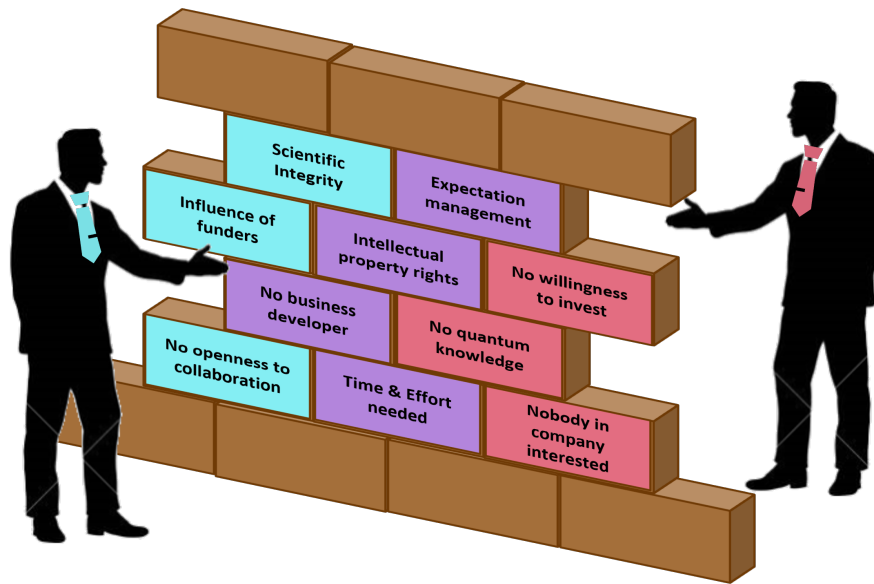 Scientific
Integrity
Expectation
management
Influence of
funders
Intellectual
property rights
No willingness
to invest
No business
developer
No quantum
knowledge
No openness to
collaboration
Time & Effort
needed
Nobody in
company
interested